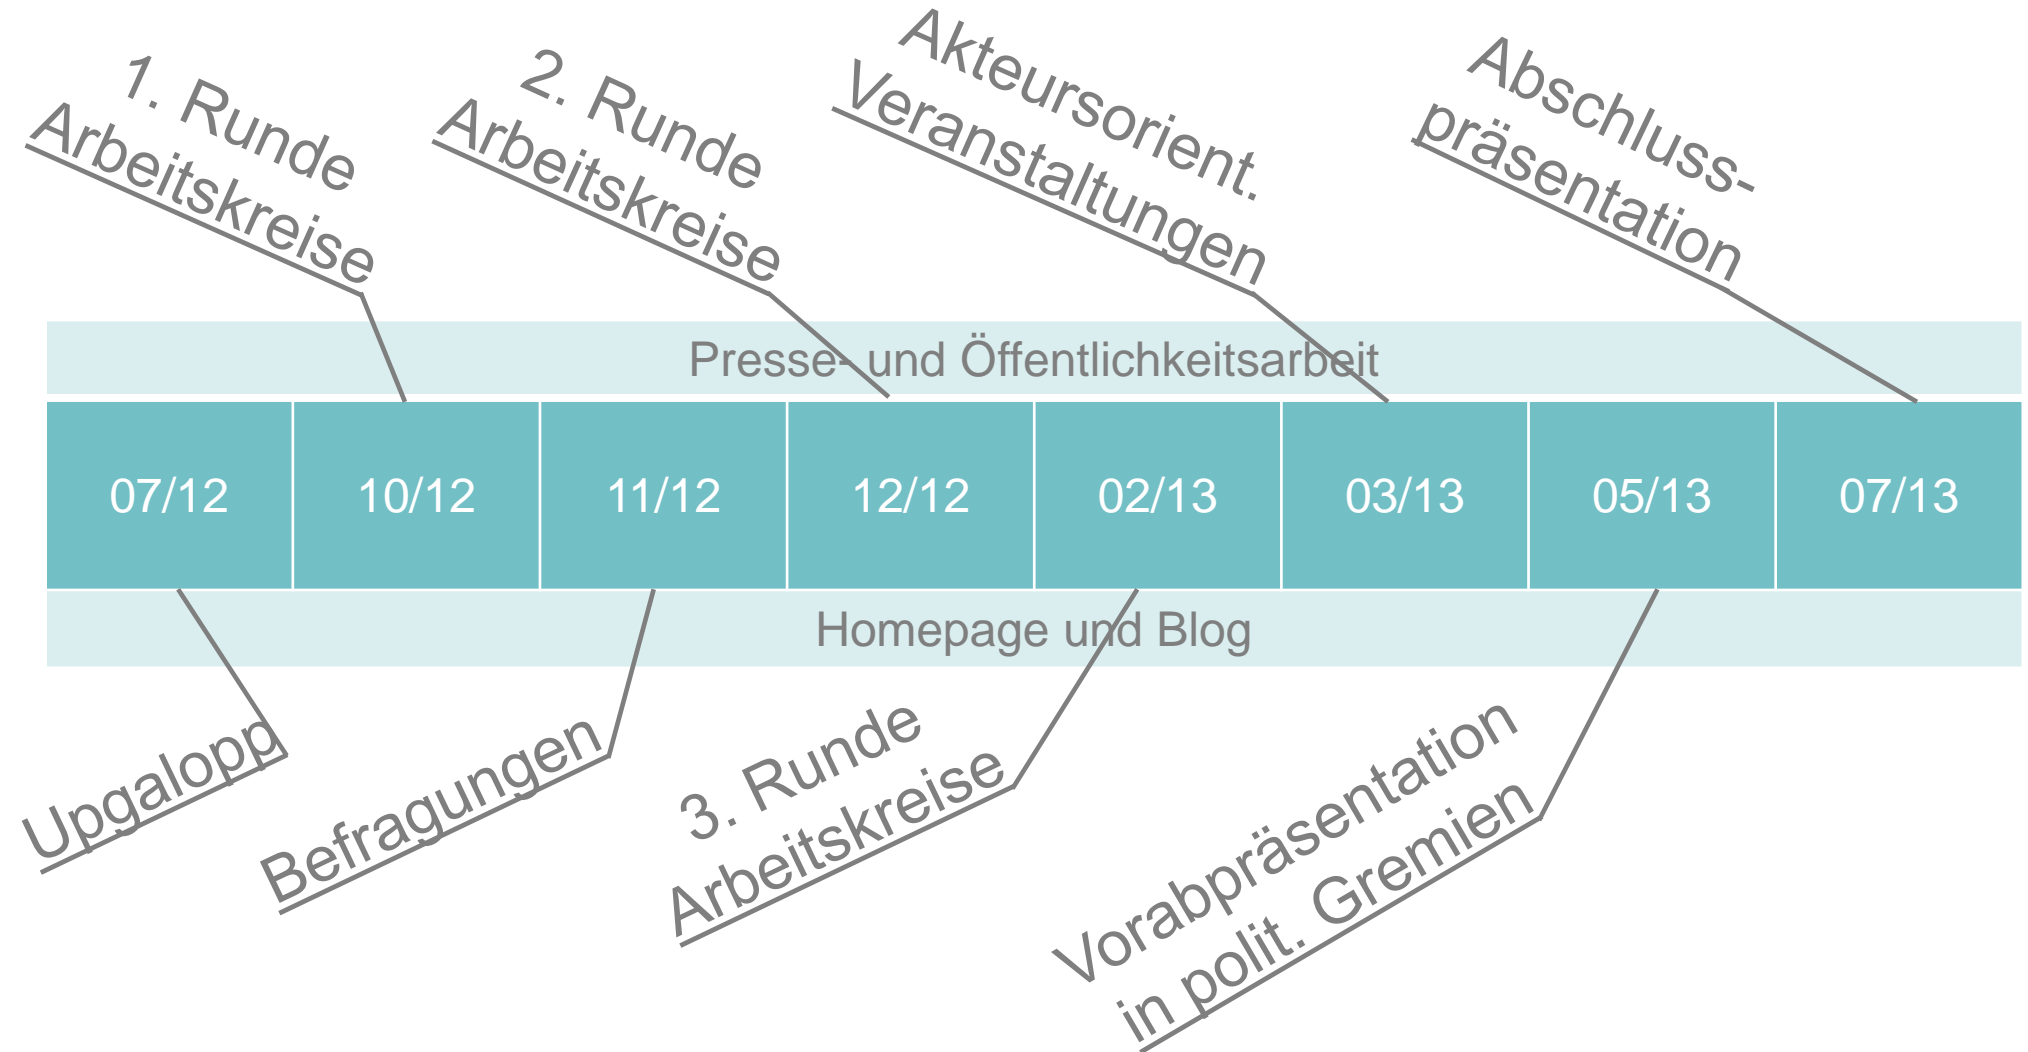 1. Runde
Arbeitskreise
2. Runde
Arbeitskreise
Akteursorient.
Veranstaltungen
Abschluss-
präsentation
Presse- und Öffentlichkeitsarbeit
07/12
10/12
11/12
12/12
02/13
03/13
05/13
07/13
Homepage und Blog
Upgalopp
Befragungen
3. Runde
Arbeitskreise
Vorabpräsentation
in polit. Gremien